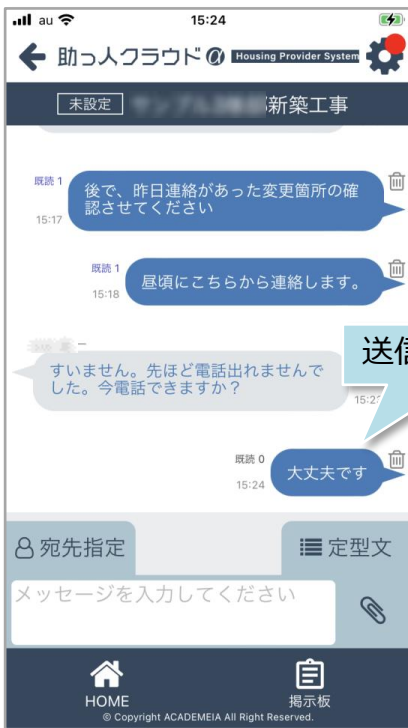 au 15:24
助っ人クラウドα Housing Provider System
未設定 新築工事
既読 1
後で、昨日連絡があった変更箇所の確
認させてください
15:17
既読 1
昼頃にこちらから連絡します。
15:18
送信
すいません。先ほど電話出れませんで
した。今電話できますか?
既読 0
大丈夫です
15:24
宛先指定
定型文
メッセージを入力してください
HOME
掲示板
© Copyright ACADEMEIA All Right Reserved.